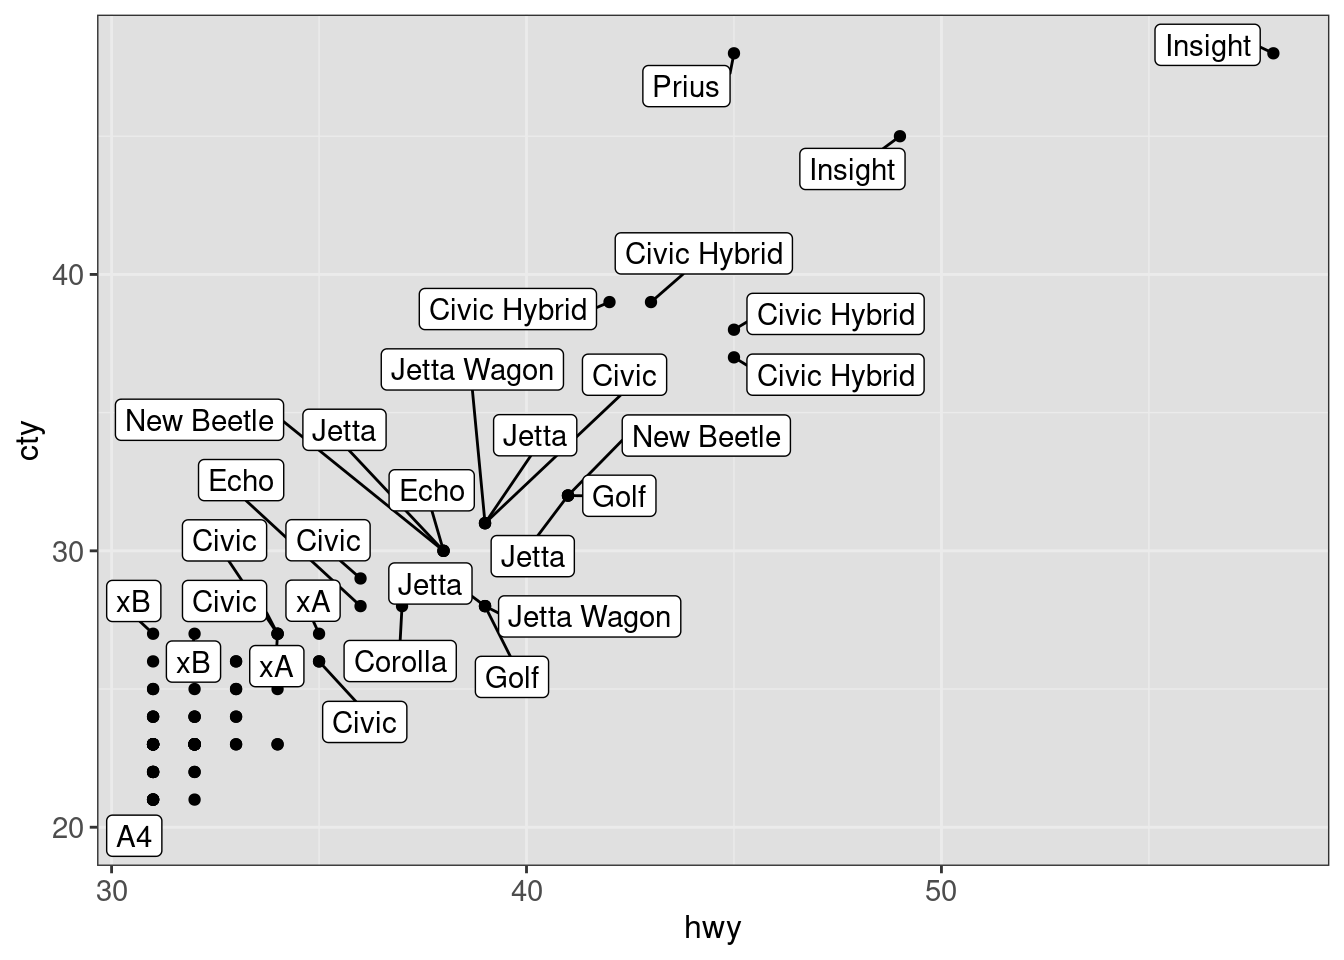 Insight
Prius
Insight
Civic Hybrid
40
Civic Hybrid
Civic Hybrid
Jetta Wagon
Civic
Civic Hybrid
New Beetle
Jetta
Jetta
New Beetle
cty
Echo
Echo
Golf
Civic
Civic
30
Jetta
Jetta
xB
Civic
xA
Jetta Wagon
xB
xA
Corolla
Golf
Civic
20
A4
30
40
50
hwy